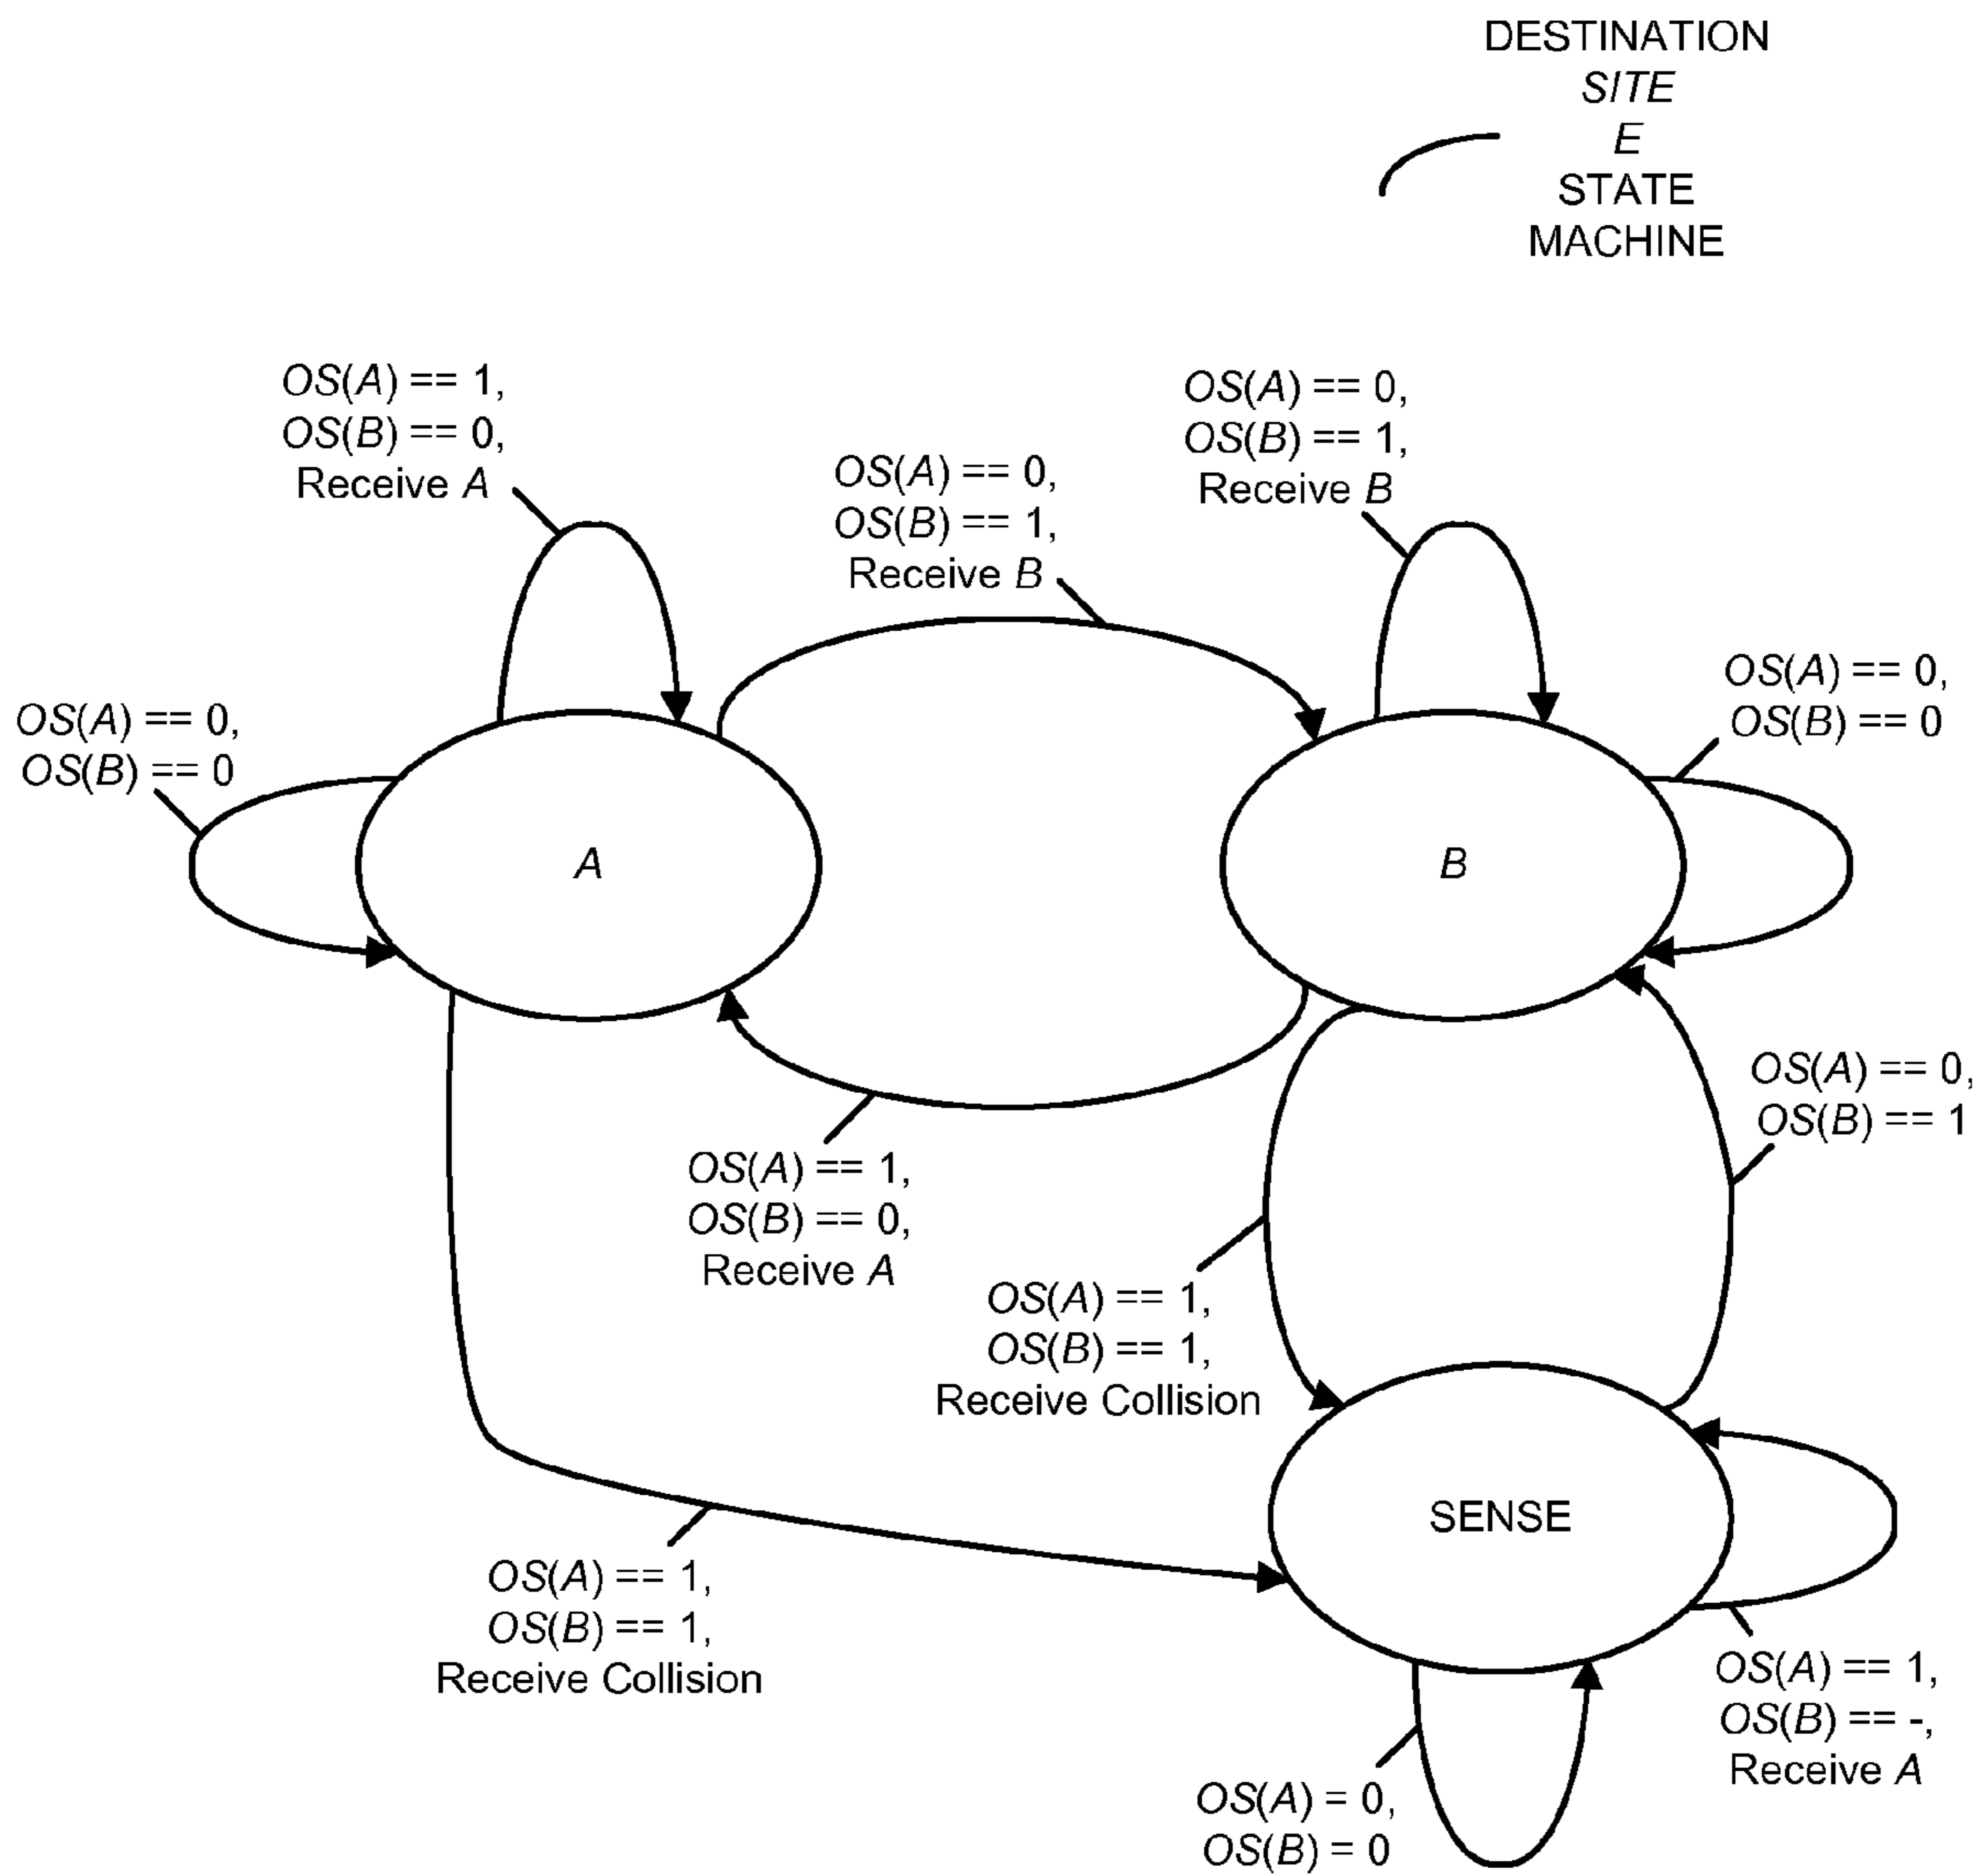 DESTINATION
SITE
E
STATE
MACHINE
OS(A) == 1,
OS(B) == 0,
Receive A
OS(A) == 0,
OS(B) == 1,
Receive B
OS(A) == 0,
OS(B) == 1,
Receive B
OS(A) == 0,
OS(B) == 0
OS(A) == 0,
OS(B) == 0
A
B
OS(A) == 0,
OS(B) == 1
OS(A) == 1,
OS(B) == 0,
Receive A
OS(A) == 1,
OS(B) == 1,
Receive Collision
SENSE
OS(A) == 1,
OS(B) == 1,
Receive Collision
OS(A) == 1,
OS(B) == -,
Receive A
OS(A) = 0,
OS(B) = 0